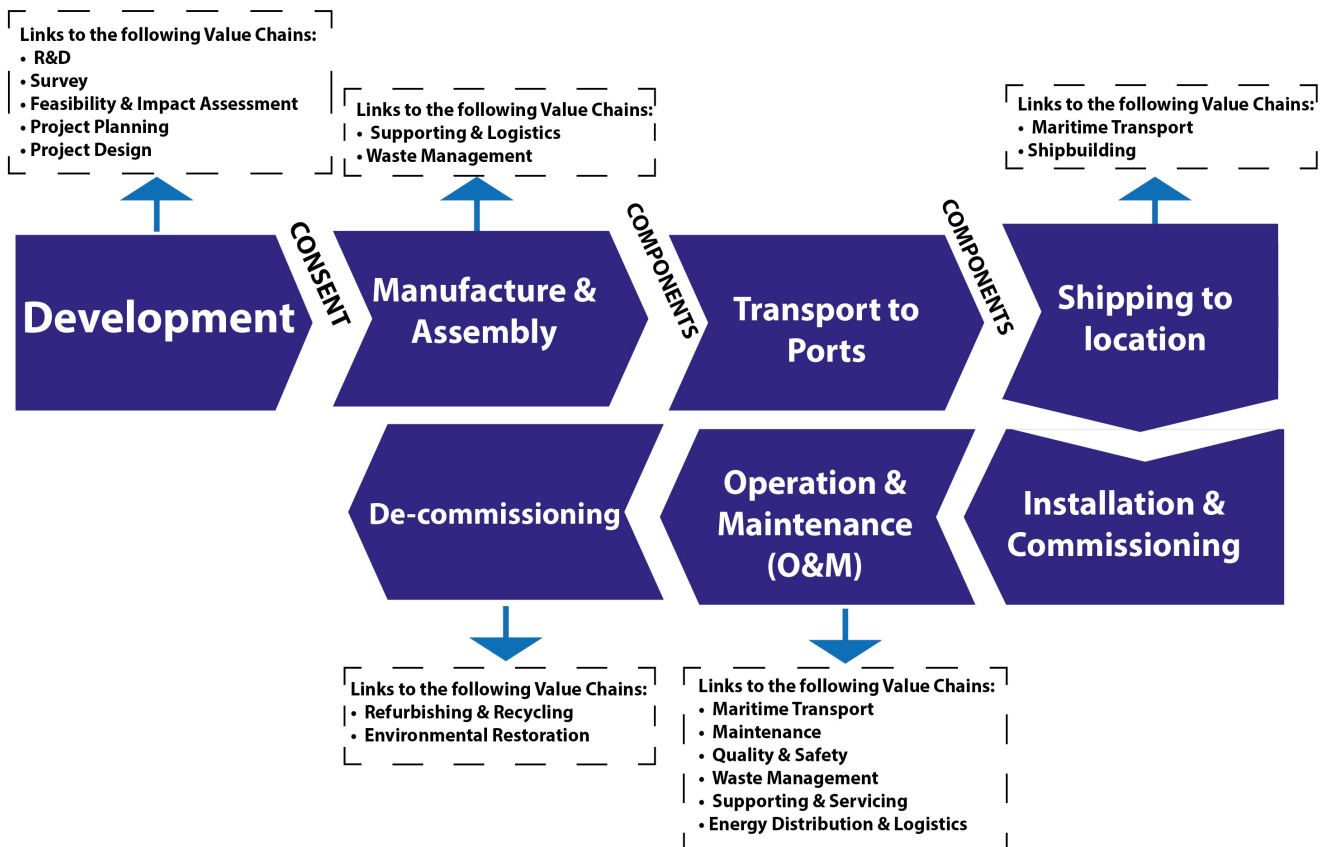 Links to the following Value Chains:
• R&D
• Survey
• Feasibility & Impact Assessment
• Project Planning
• Project Design
Links to the following Value Chains:
• Supporting & Logistics
• Waste Management
Links to the following Value Chains:
• Maritime Transport
• Shipbuilding
Development
CONSENT
Manufacture &
Assembly
COMPONENTS
Transport to
Ports
COMPONENTS
Shipping to
location
De-commissioning
Operation &
Maintenance
(O&M)
Installation &
Commissioning
Links to the following Value Chains:
• Refurbishing & Recycling
• Environmental Restoration
Links to the following Value Chains:
• Maritime Transport
• Maintenance
• Quality & Safety
• Waste Management
• Supporting & Servicing
• Energy Distribution & Logistics